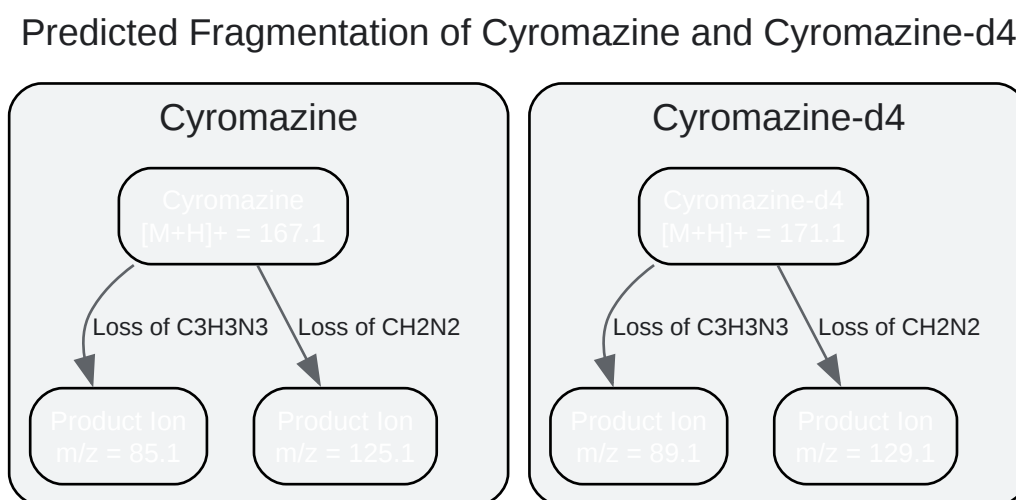 Predicted Fragmentation of Cyromazine and Cyromazine-d4
Cyromazine
Cyromazine
[M+H]+ = 167.1
Loss of C3H3N3
Loss of CH2N2
Product Ion
m/z = 85.1
Product Ion
m/z = 125.1
Cyromazine-d4
Cyromazine-d4
[M+H]+ = 171.1
Loss of C3H3N3
Loss of CH2N2
Product Ion
m/z = 89.1
Product Ion
m/z = 129.1